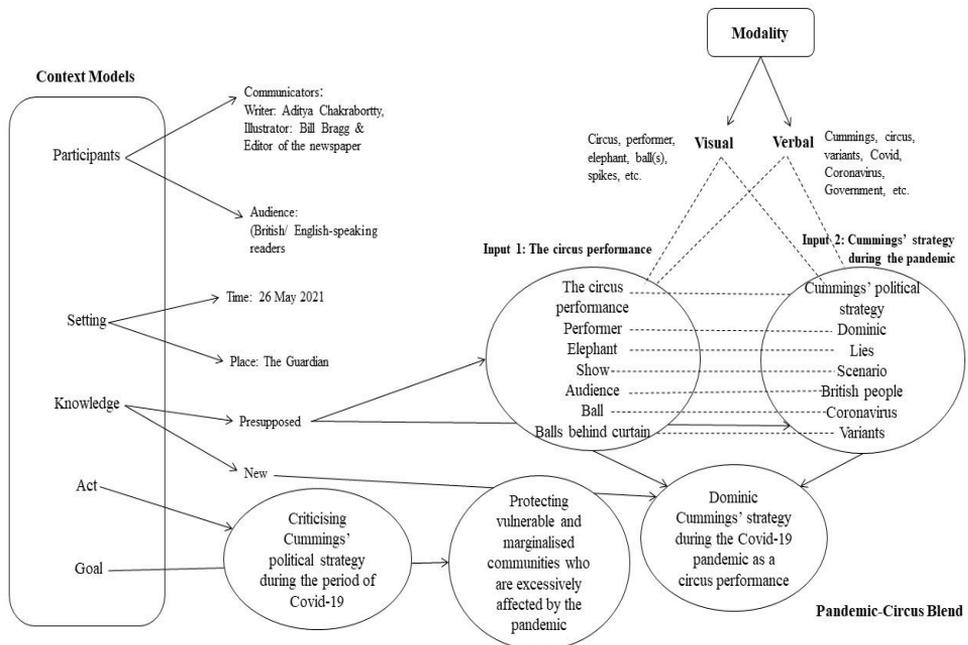 Modality
Context Models
Communicators:
Writer: Aditya Chakrabortty,
Illustrator: Bill Bragg &
Editor of the newspaper
Participants
Audience:
(British/ English-speaking
readers
Circus, performer,
elephant, ball(s),
spikes, etc.
Visual
Verbal
Cummings, circus,
variants, Covid,
Coronavirus,
Government, etc.
Input 1: The circus performance
Input 2: Cummings' strategy
during the pandemic
Setting
Time: 26 May 2021
Place: The Guardian
The circus
performance
Performer
Elephant
Show
Audience
Ball
Balls behind curtain
Cummings' political
strategy
Dominic
Lies
Scenario
British people
Coronavirus
Variants
Knowledge
Presupposed
New
Act
Goal
Criticising
Cummings'
political strategy
during the period of
Covid-19
Protecting
vulnerable and
marginalised
communities who
are excessively
affected by the
pandemic
Dominic
Cummings' strategy
during the Covid-19
pandemic as a
circus performance
Pandemic-Circus Blend